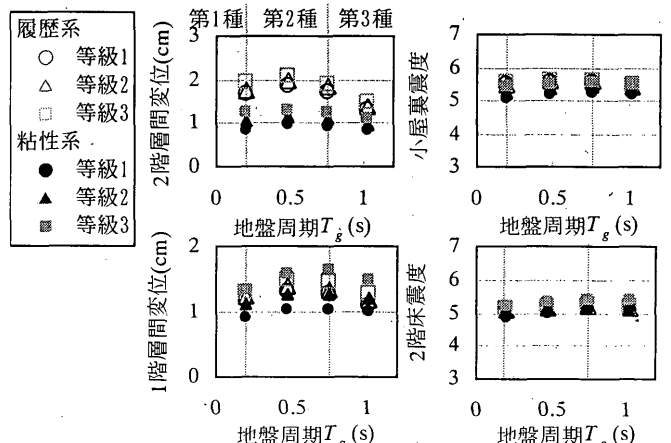 履歴系
○ 等級1
△ 等級2
□ 等級3
粘性系
● 等級1
▲ 等級2
■ 等級3
第1種 第2種 第3種
2階層間変位(cm)
3
2
1
0
0 0.5 1
地盤周期Tg(s)
小屋裏震度
7
6
5
4
3
0 0.5 1
地盤周期Tg(s)
1階層間変位(cm)
2
1
0
0 0.5 1
地盤周期Tg(s)
2階床震度
7
6
5
4
3
0 0.5 1
地盤周期Tg(s)